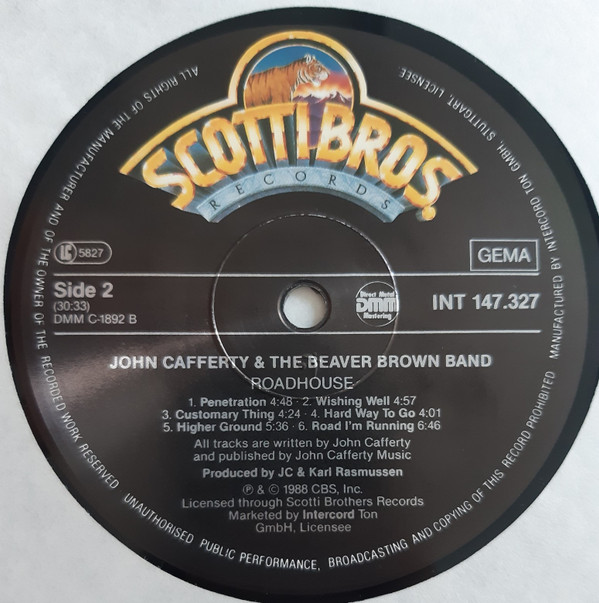 SCOTTI BROS.
RECORDS
LC 5827
GEMA
Side 2
(30:33)
DMM C-1892 B
Direct Metal
DMM
Mastering
INT 147.327
JOHN CAFFERTY & THE BEAVER BROWN BAND
ROADHOUSE
1. Penetration 4:48 · 2. Wishing Well 4:57
3. Customary Thing 4:24 · 4. Hard Way To Go 4:01
5. Higher Ground 5:36 · 6. Road I'm Running 6:46
All tracks are written by John Cafferty
and published by John Cafferty Music
Produced by JC & Karl Rasmussen
℗ & © 1988 CBS, Inc.
Licensed through Scotti Brothers Records
Marketed by Intercord Ton
GmbH, Licensee
ALL RIGHTS OF THE MANUFACTURER AND OF THE OWNER OF THE RECORDED WORK RESERVED UNAUTHORISED PUBLIC PERFORMANCE, BROADCASTING AND COPYING OF THIS RECORD PROHIBITED MANUFACTURED BY INTERCORD TON GMBH, STUTTGART, LICENSEE.